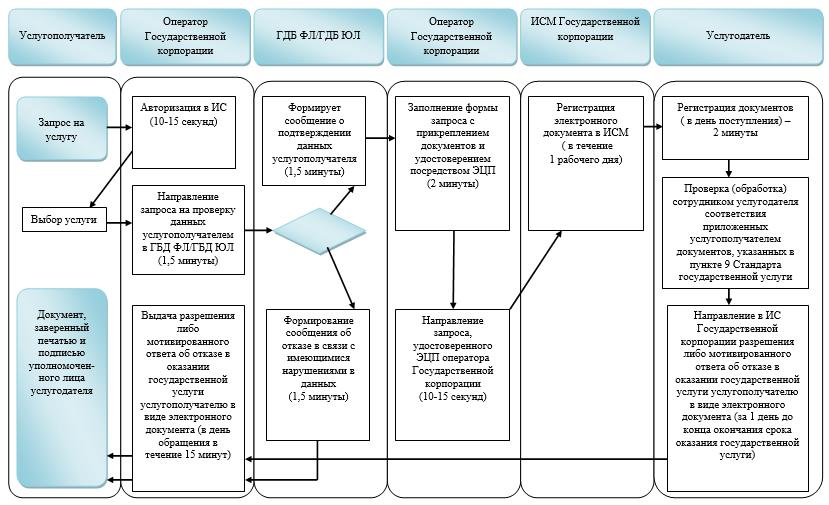 Услугополучатель
Оператор
Государственной
корпорации
ГДБ ФЛ/ГДБ ЮЛ
Оператор
Государственной
корпорации
ИСМ Государственной
корпорации
Услугодатель
Запрос на
услугу
Выбор услуги
Документ,
заверенный
печатью и
подписью
уполномочен-
ного лица
услугодателя
Авторизация в ИС
(10-15 секунд)
Направление
запроса на проверку
данных
услугополучателем
в ГБД ФЛ/ГБД ЮЛ
(1,5 минуты)
Выдача разрешения
либо
мотивированного
ответа об отказе в
оказании
государственной
услуги
услугополучателю в
виде электронного
документа (в день
обращения в
течение 15 минут)
Формирует
сообщение о
подтверждении
данных
услугополучателя
(1,5 минуты)
Формирование
сообщения об
отказе в связи с
имеющимися
нарушениями в
данных
(1,5 минуты)
Заполнение формы
запроса с
прикреплением
документов и
удостоверением
посредством ЭЦП
(2 минуты)
Направление
запроса,
удостоверенного
ЭЦП оператора
Государственной
корпорации
(10-15 секунд)
Регистрация
электронного
документа в ИСМ
( в течение
1 рабочего дня)
Регистрация документов
( в день поступления) –
2 минуты
Проверка (обработка)
сотрудником услугодателя
соответствия
приложенных
услугополучателем
документов, указанных в
пункте 9 Стандарта
государственной услуги
Направление в ИС
Государственной
корпорации разрешения
либо мотивированного
ответа об отказе в
оказании государственной
услуги услугополучателю
в виде электронного
документа (за 1 день до
конца окончания срока
оказания государственной
услуги)